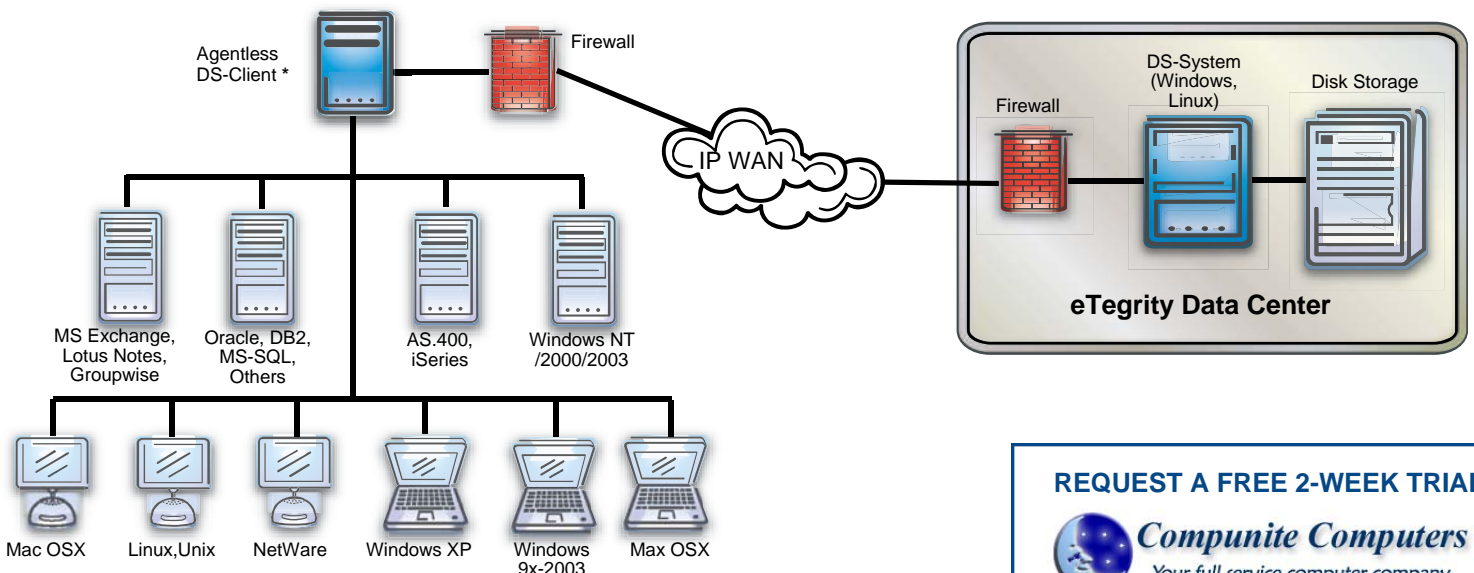 Agentless
DS-Client *
Firewall
IP WAN
Firewall
DS-System
(Windows,
Linux)
Disk Storage
eTegrity Data Center
MS Exchange,
Lotus Notes,
Groupwise
Oracle, DB2,
MS-SQL,
Others
AS.400,
iSeries
Windows NT
/2000/2003
Mac OSX
Linux,Unix
NetWare
Windows XP
Windows
9x-2003
Max OSX
REQUEST A FREE 2-WEEK TRIAL
Compunite Computers
Your full service computer company